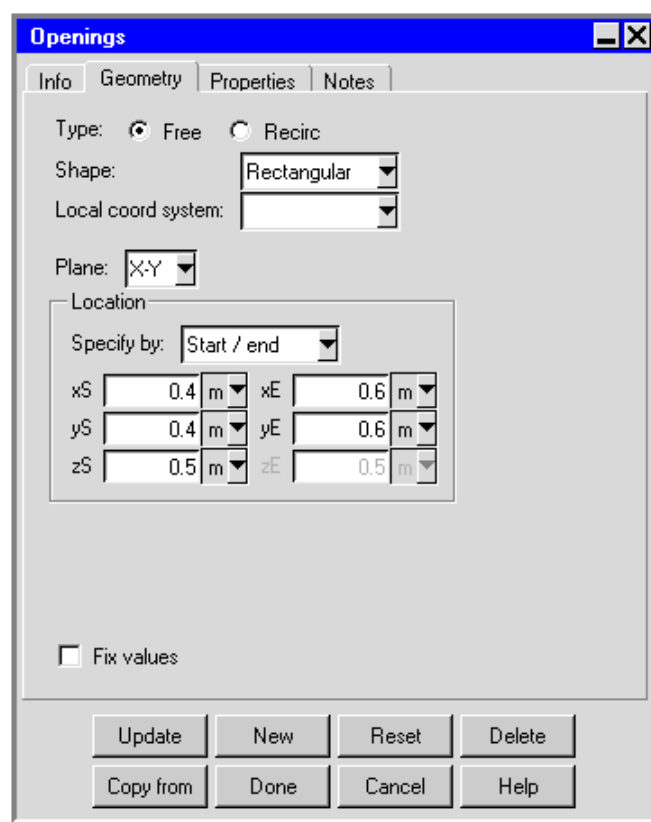 Openings
Info Geometry Properties Notes
Type: Free Recirc
Shape: Rectangular
Local coord system:
Plane: X-Y
Location
Specify by: Start / end
xS 0.4 m xE 0.6 m
yS 0.4 m yE 0.6 m
zS 0.5 m zE 0.5 m
Fix values
Update New Reset Delete
Copy from Done Cancel Help